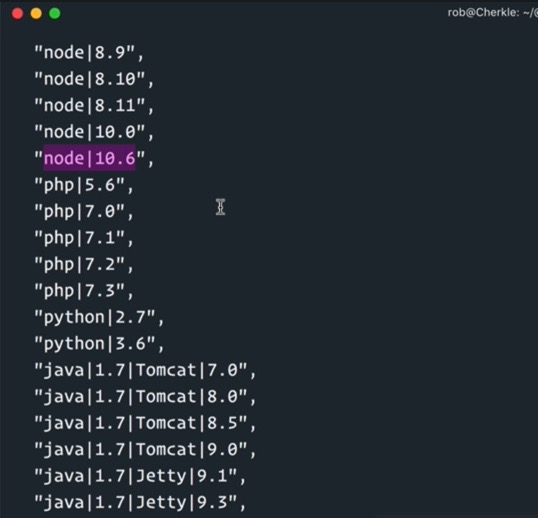 rob@Cherkle: ~/@
"node|8.9",
"node|8.10",
"node|8.11",
"node|10.0",
"node|10.6",
"php|5.6",
"php|7.0",
"php|7.1",
"php|7.2",
"php|7.3",
"python|2.7",
"python|3.6",
"java|1.7|Tomcat|7.0",
"java|1.7|Tomcat|8.0",
"java|1.7|Tomcat|8.5",
"java|1.7|Tomcat|9.0",
"java|1.7|Jetty|9.1",
"java|1.7|Jetty|9.3",